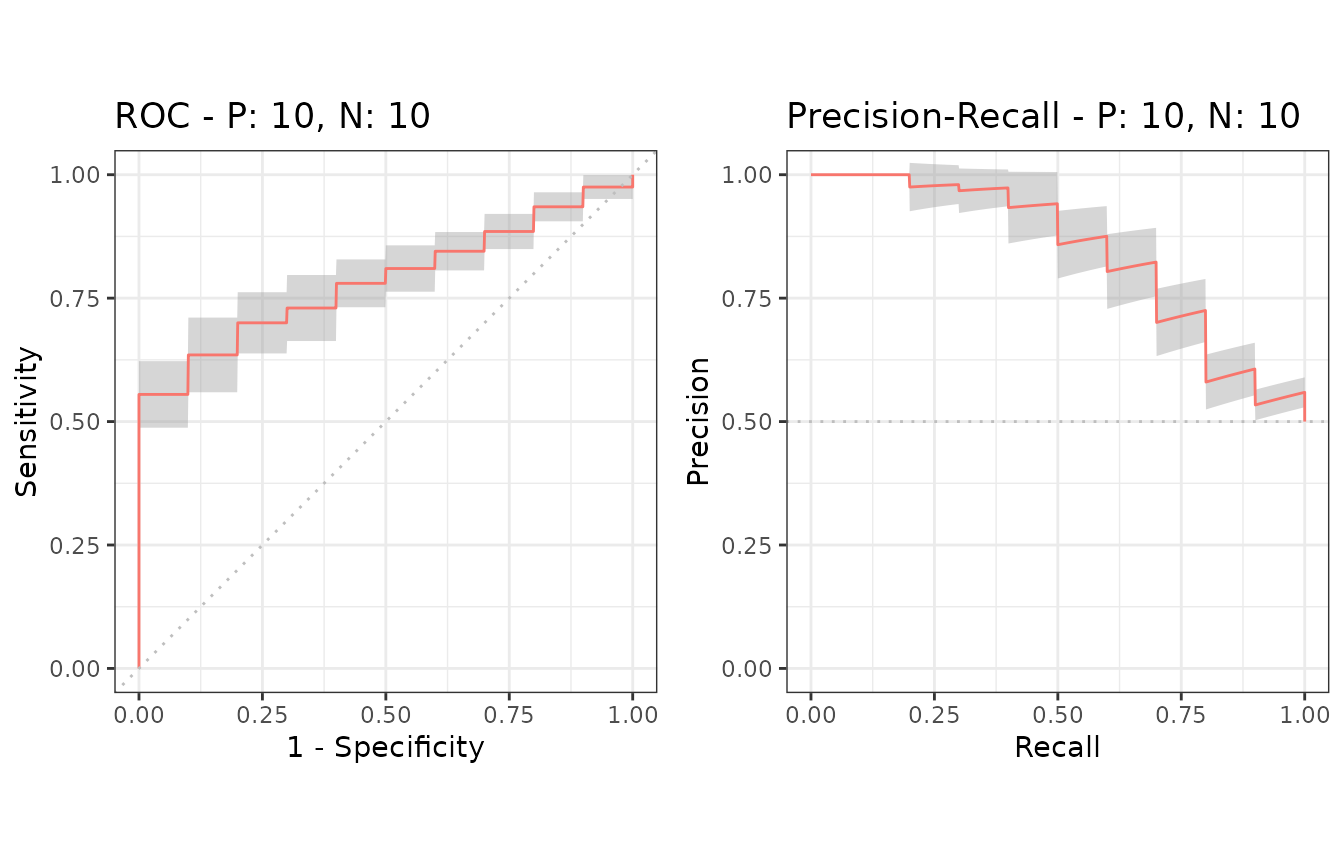 ROC - P: 10, N: 10
1.00
0.75
0.50
0.25
0.00
Sensitivity
0.00 0.25 0.50 0.75 1.00
1 - Specificity
Precision-Recall - P: 10, N: 10
1.00
0.75
0.50
0.25
0.00
Precision
0.00 0.25 0.50 0.75 1.00
Recall